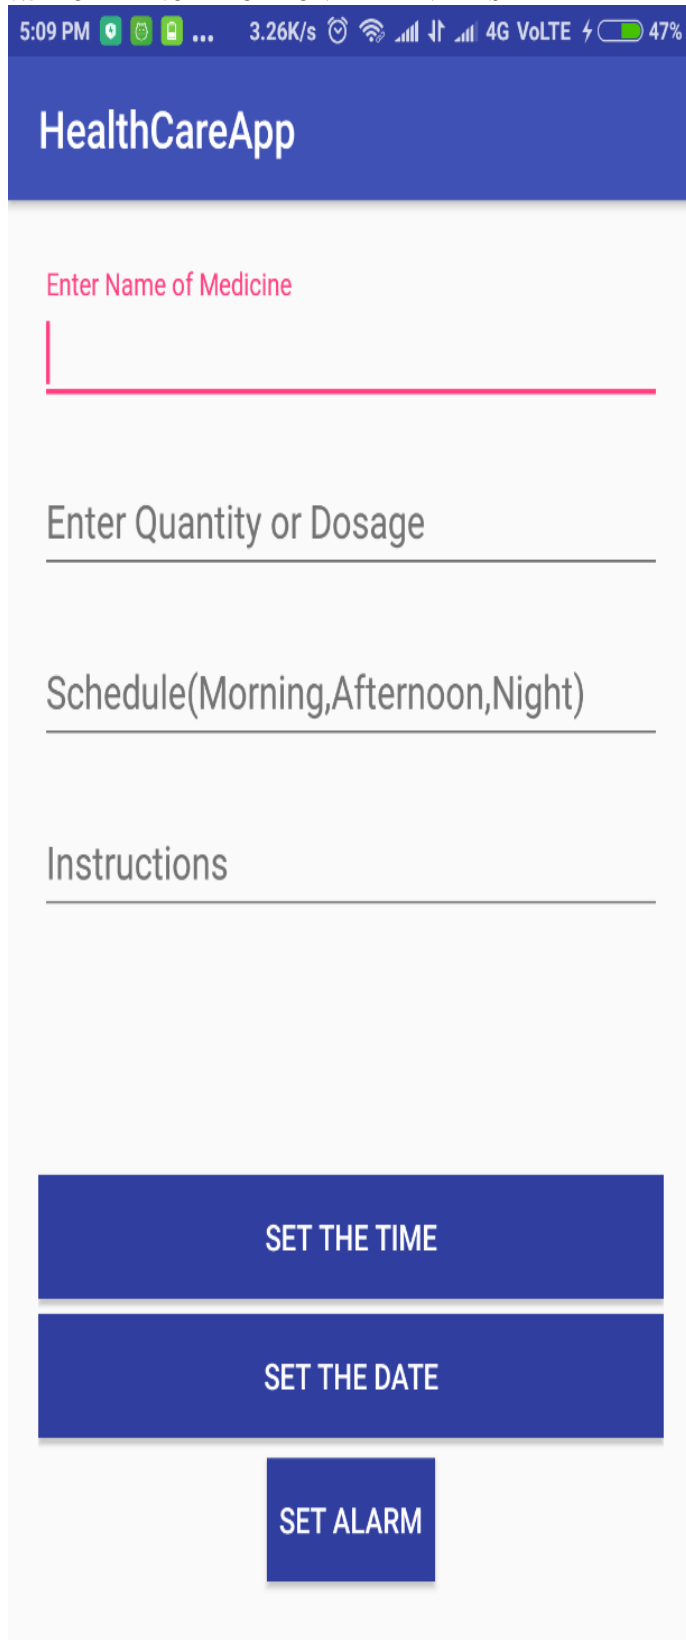 5:09 PM ... 3.26K/s 4G VoLTE 47%
HealthCareApp
Enter Name of Medicine
Enter Quantity or Dosage
Schedule(Morning,Afternoon,Night)
Instructions
SET THE TIME
SET THE DATE
SET ALARM